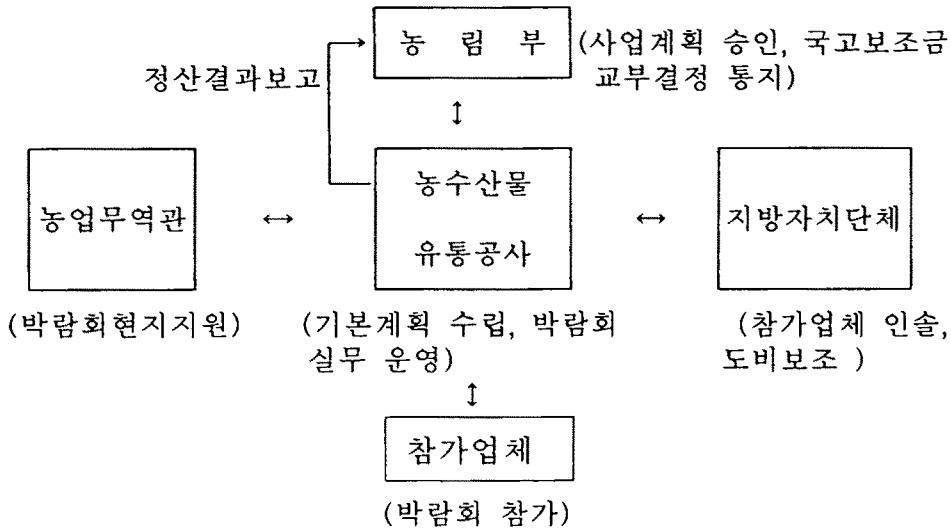 농 림 부 (사업계획 승인, 국고보조금
교부결정 통지)
정산결과보고
↕
농업무역관 ↔ 농수산물
유통공사 ↔ 지방자치단체
(박람회현지지원)
(기본계획 수립, 박람회
실무 운영)
(참가업체 인솔,
도비보조 )
↕
참가업체
(박람회 참가)